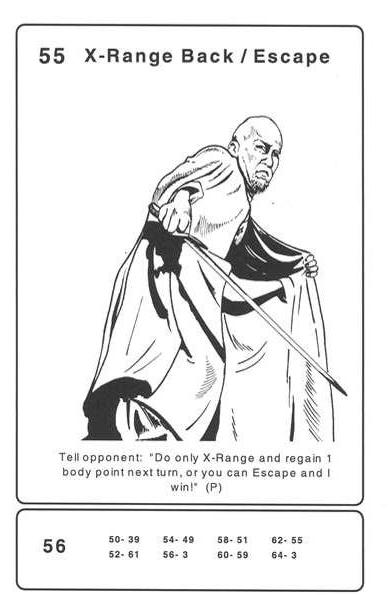 55 X-Range Back / Escape
Tell opponent: "Do only X-Range and regain 1
body point next turn, or you can Escape and I
win!" (P)
56
50- 39 54- 49 58- 51 62- 55
52- 61 56- 3 60- 59 64- 3